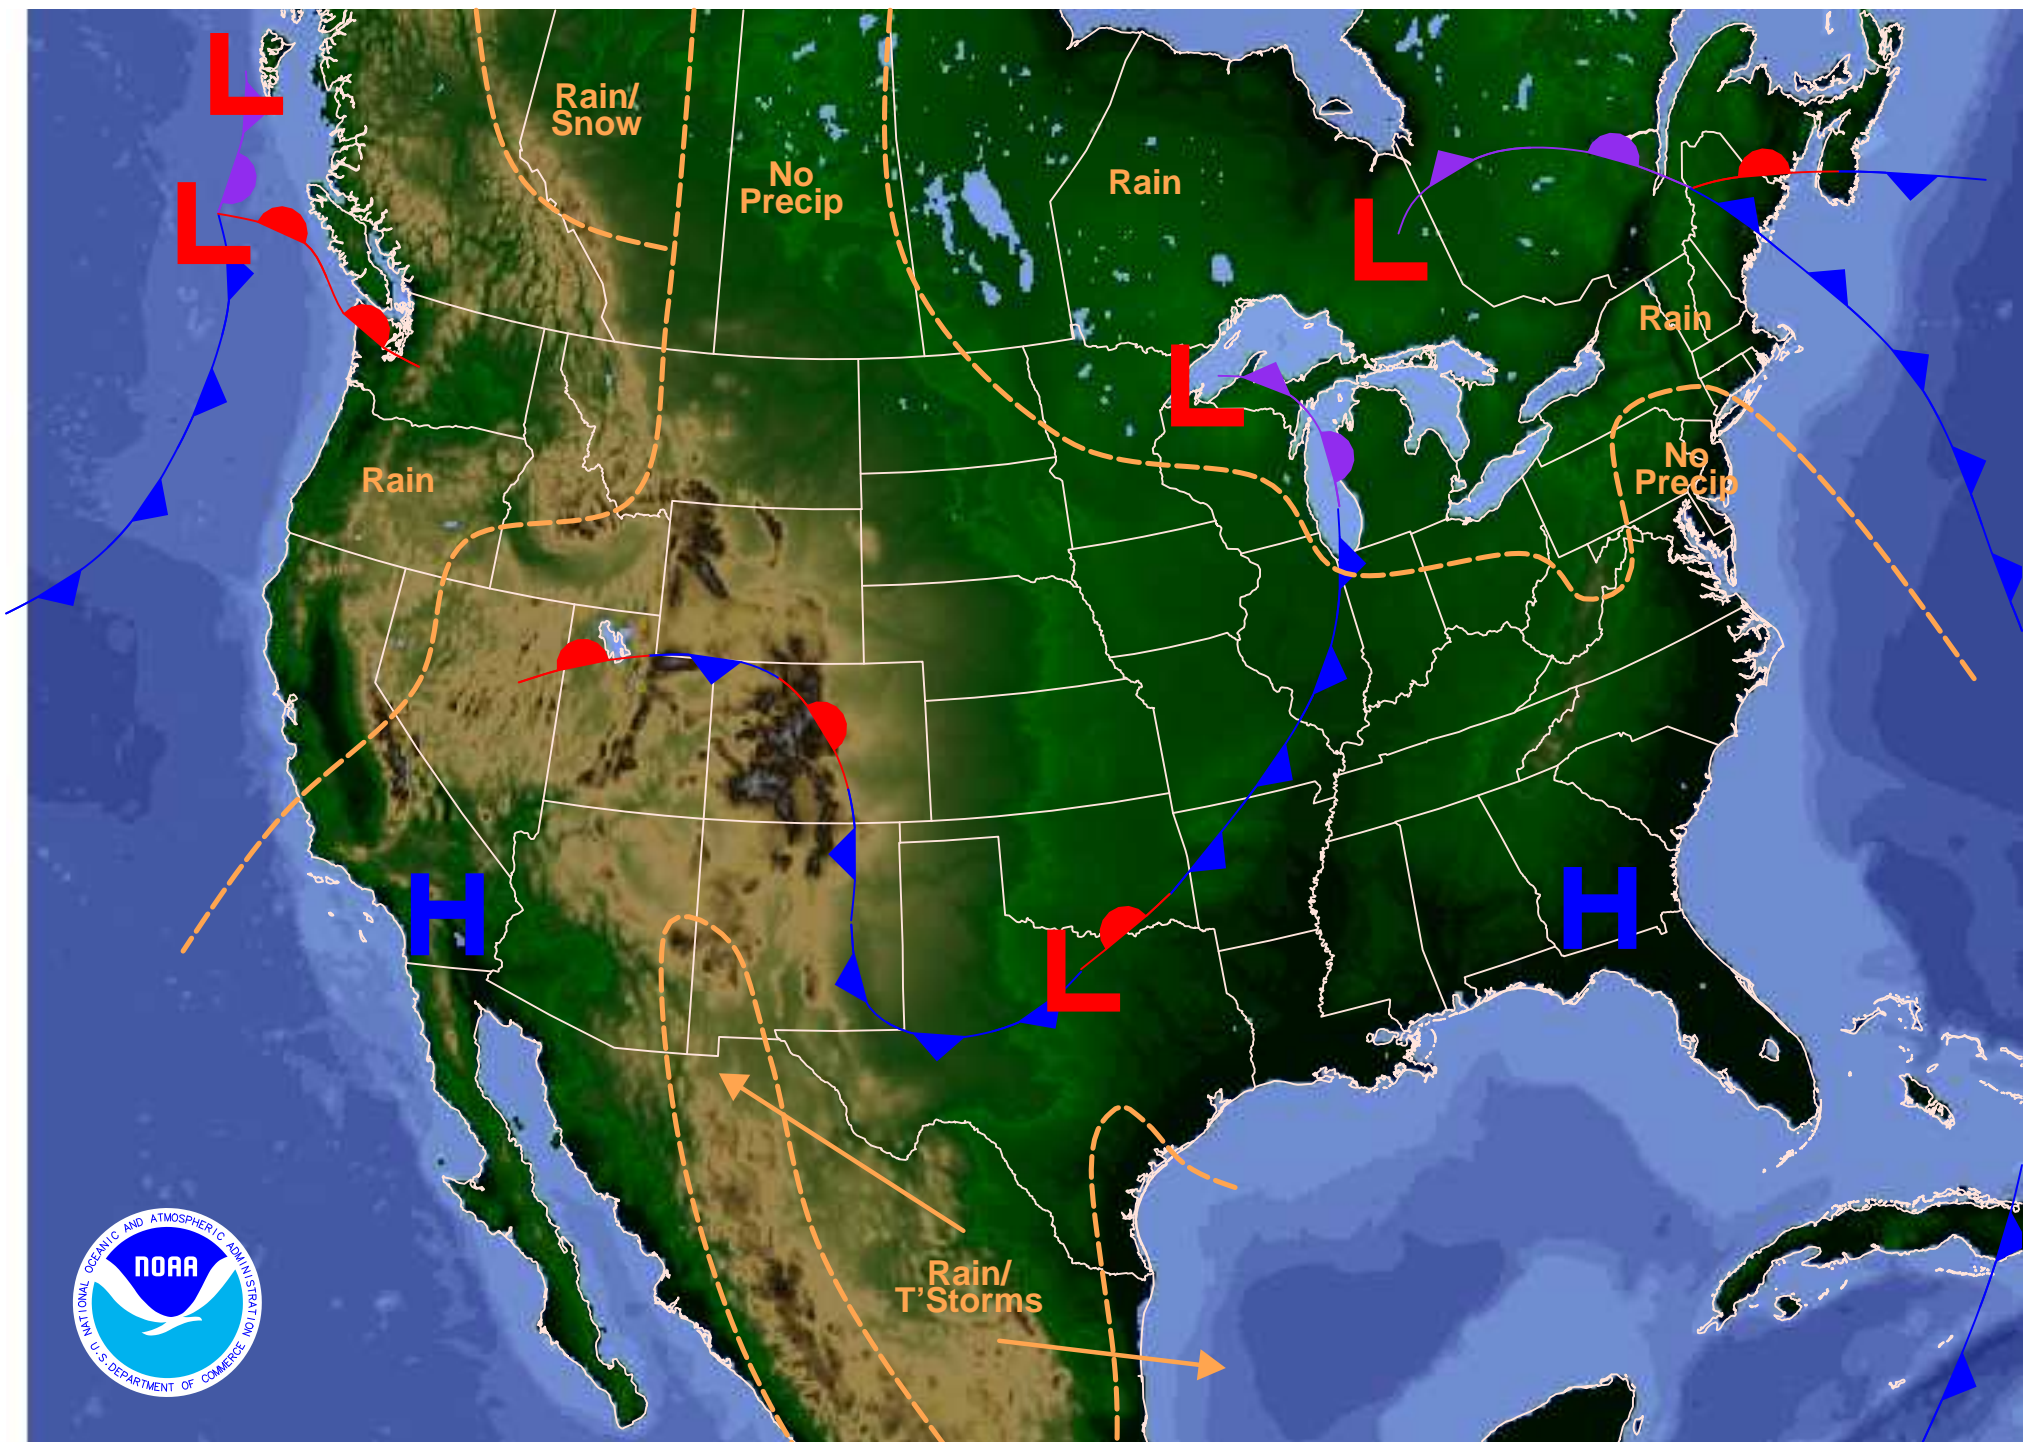 L
Rain/
Snow
No
Precip
Rain
L
L
Rain
L
L
Rain
No
Precip
H
H
L
Rain/
T'Storms
NATIONAL OCEANIC AND ATMOSPHERIC ADMINISTRATION
NOAA
U.S. DEPARTMENT OF COMMERCE